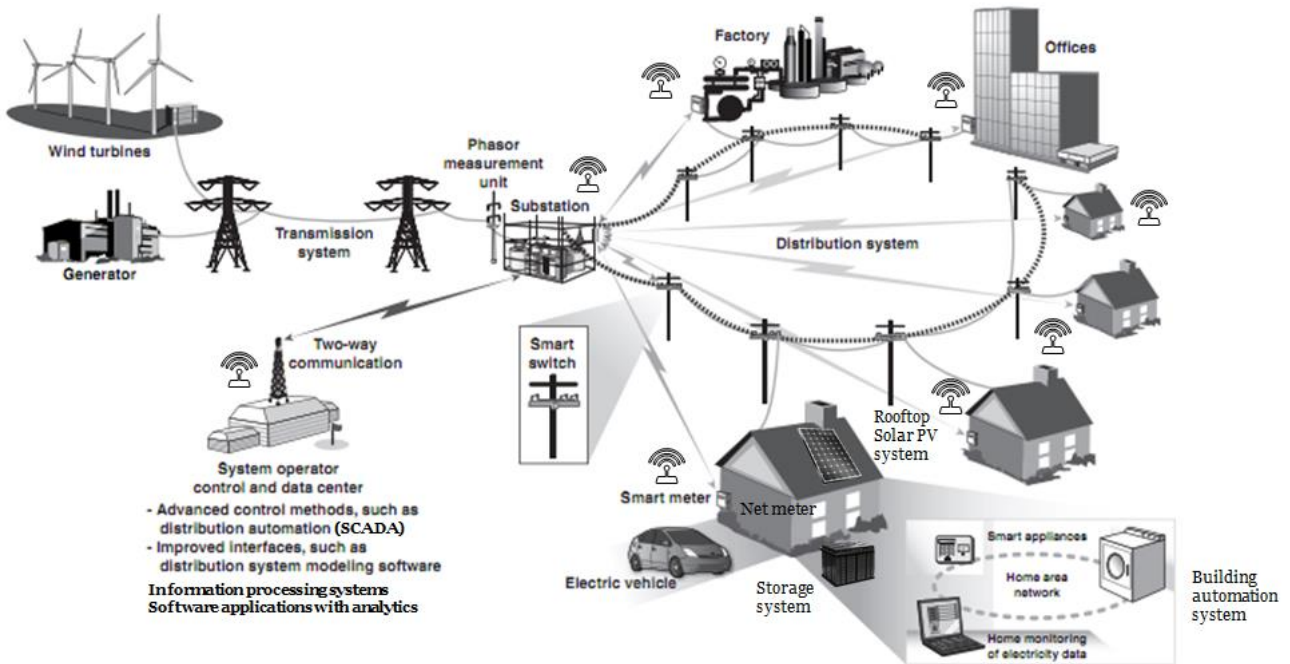 Factory
Offices
Wind turbines
Phasor
measurement
unit
Substation
Transmission
system
Distribution system
Generator
Two-way
communication
Smart
switch
Rooftop
Solar PV
system
System operator
control and data center
- Advanced control methods, such as
distribution automation (SCADA)
- Improved interfaces, such as
distribution system modeling software
Information processing systems
Software applications with analytics
Smart meter
Net meter
Electric vehicle
Storage
system
Smart appliances
Home area
network
Home monitoring
of electricity data
Building
automation
system